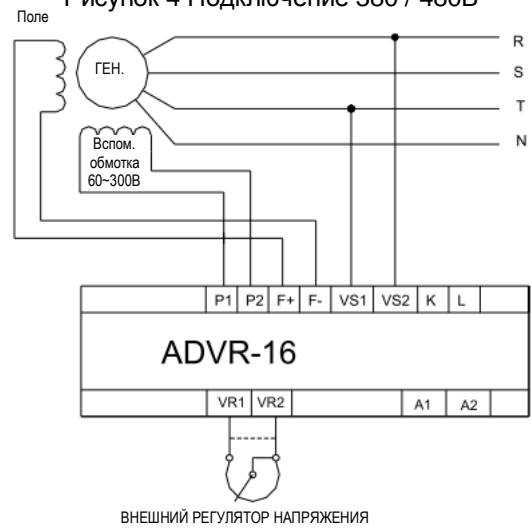 Рисунок 4 Подключение 380 / 480В
Поле
ГЕН.
R
S
T
N
Вспом.
обмотка
60~300В
P1 P2 F+ F- VS1 VS2 K L
ADVR-16
VR1 VR2 A1 A2
ВНЕШНИЙ РЕГУЛЯТОР НАПРЯЖЕНИЯ